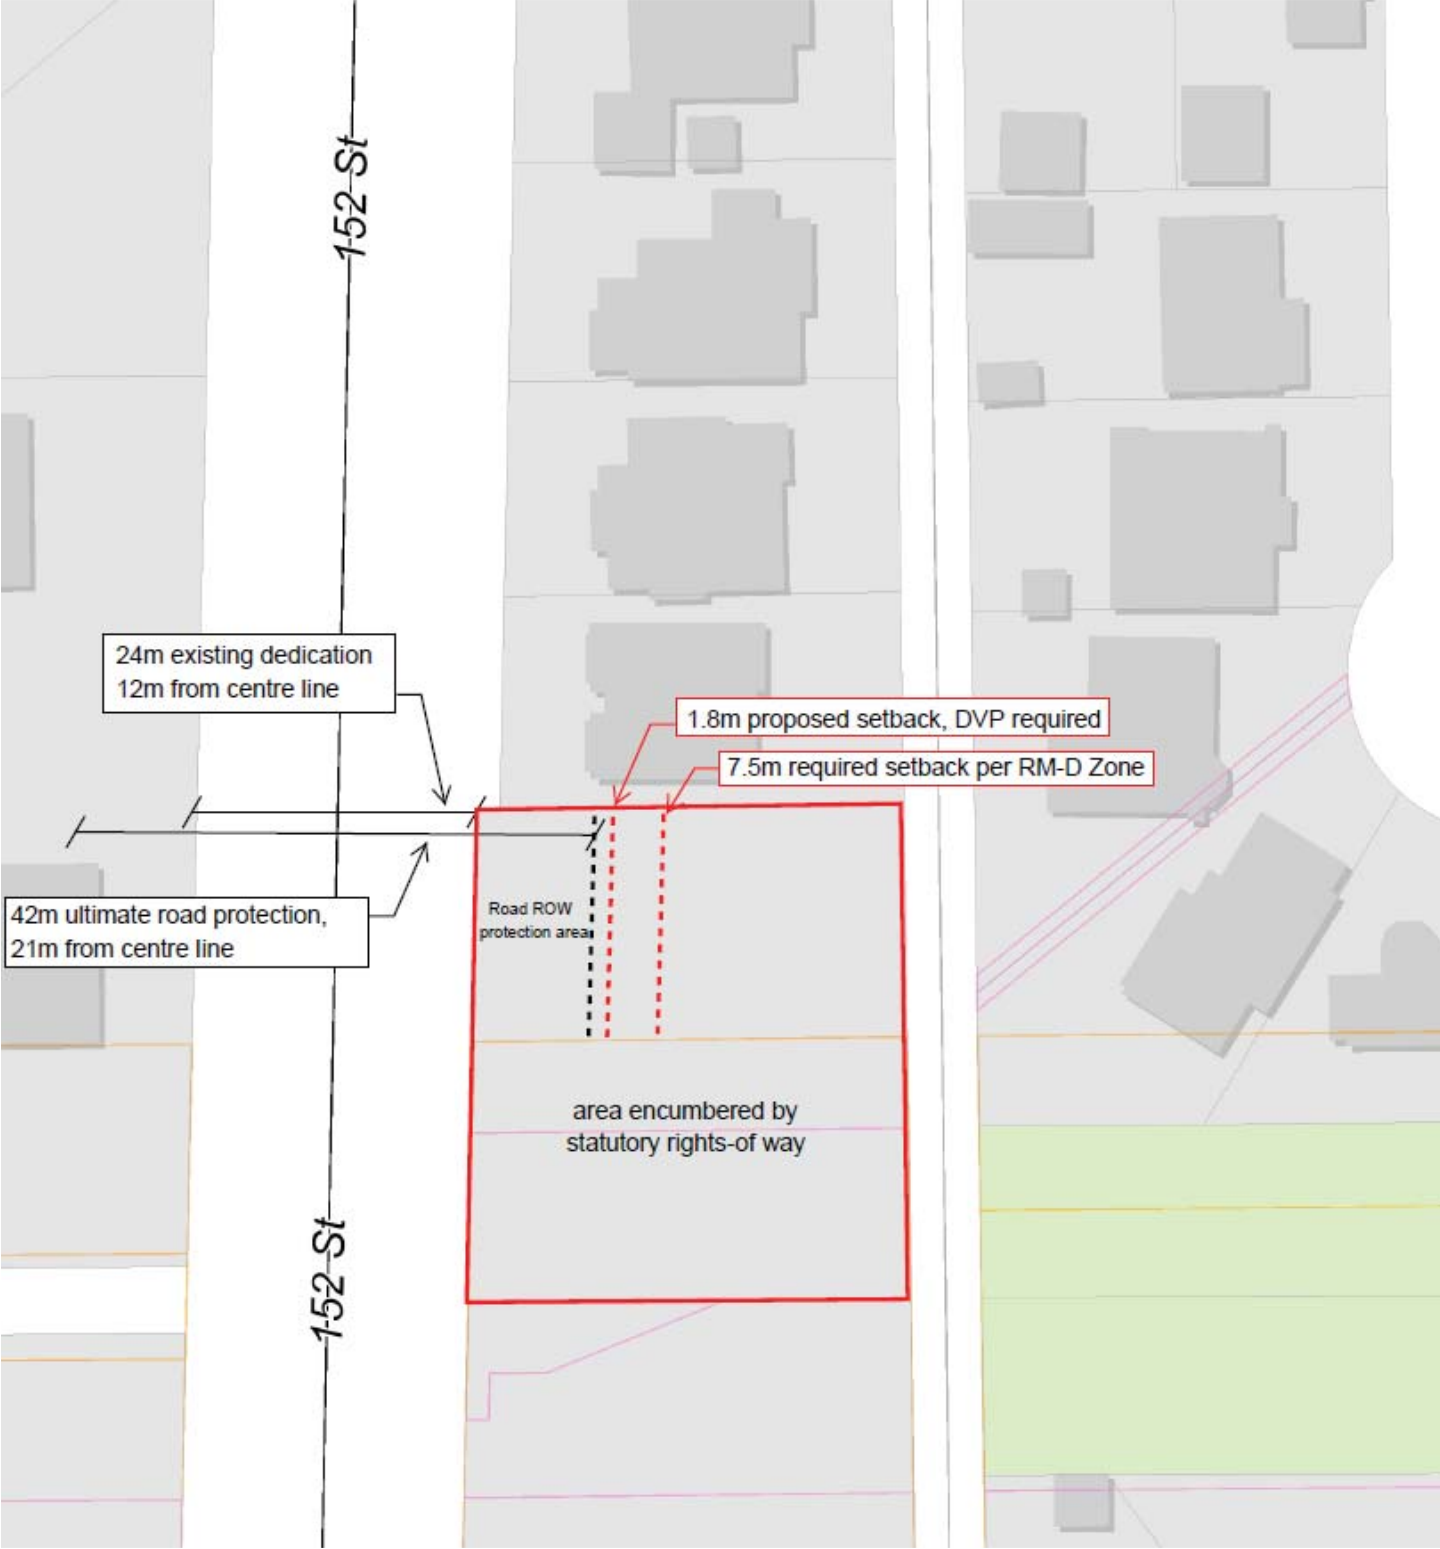 152 St
24m existing dedication
12m from centre line
1.8m proposed setback, DVP required
7.5m required setback per RM-D Zone
42m ultimate road protection,
21m from centre line
Road ROW
protection area
area encumbered by
statutory rights-of way
152 St